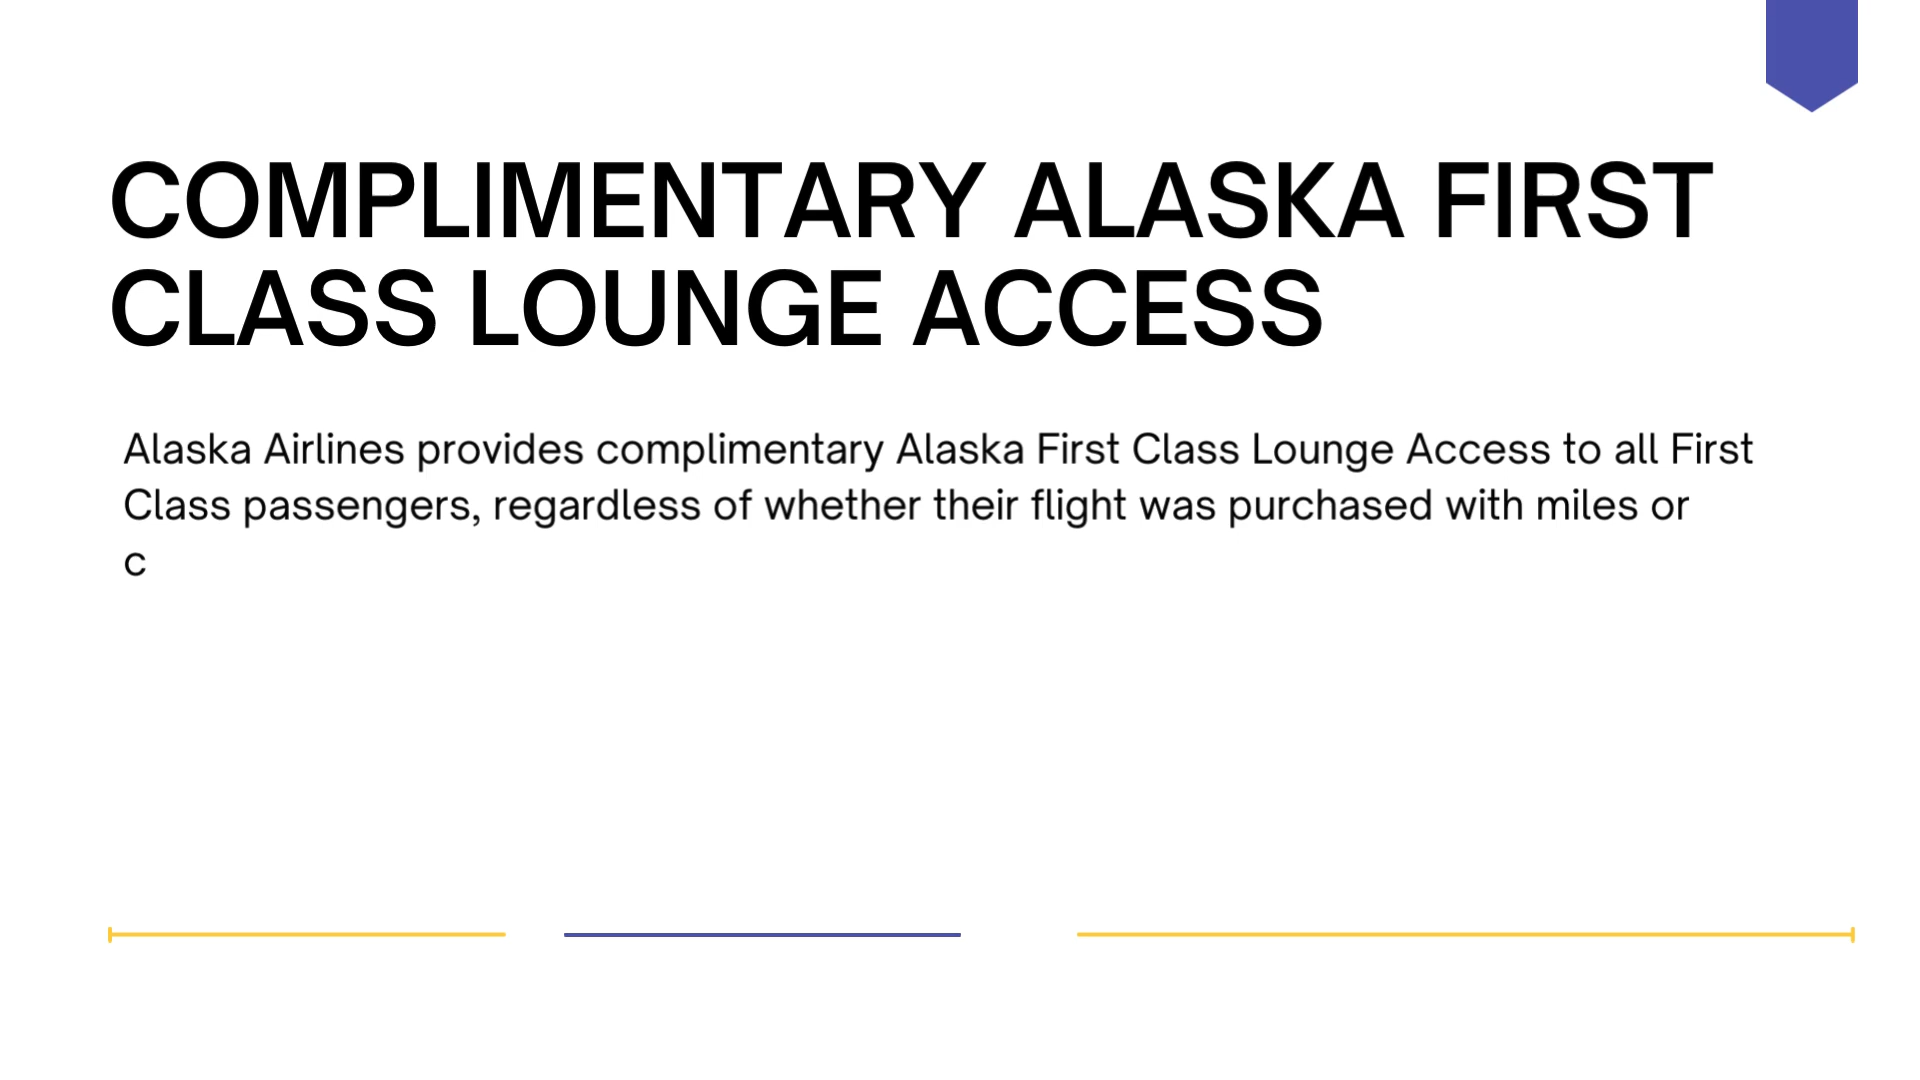 COMPLIMENTARY ALASKA FIRST
CLASS LOUNGE ACCESS
Alaska Airlines provides complimentary Alaska First Class Lounge Access to all First
Class passengers, regardless of whether their flight was purchased with miles or
c